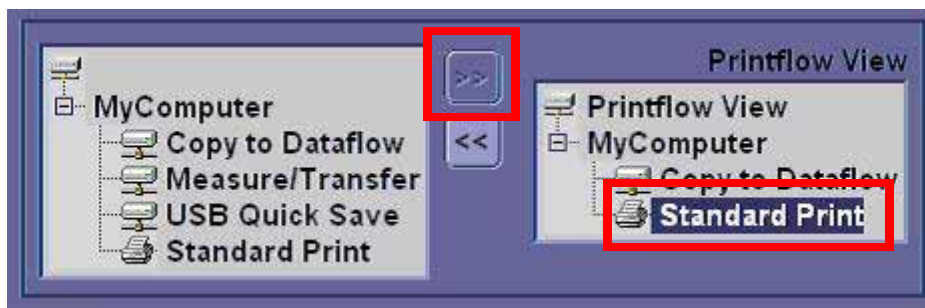 MyComputer
Copy to Dataflow
Measure/Transfer
USB Quick Save
Standard Print
>>
<<
Printflow View
Printflow View
MyComputer
Copy to Dataflow
Standard Print